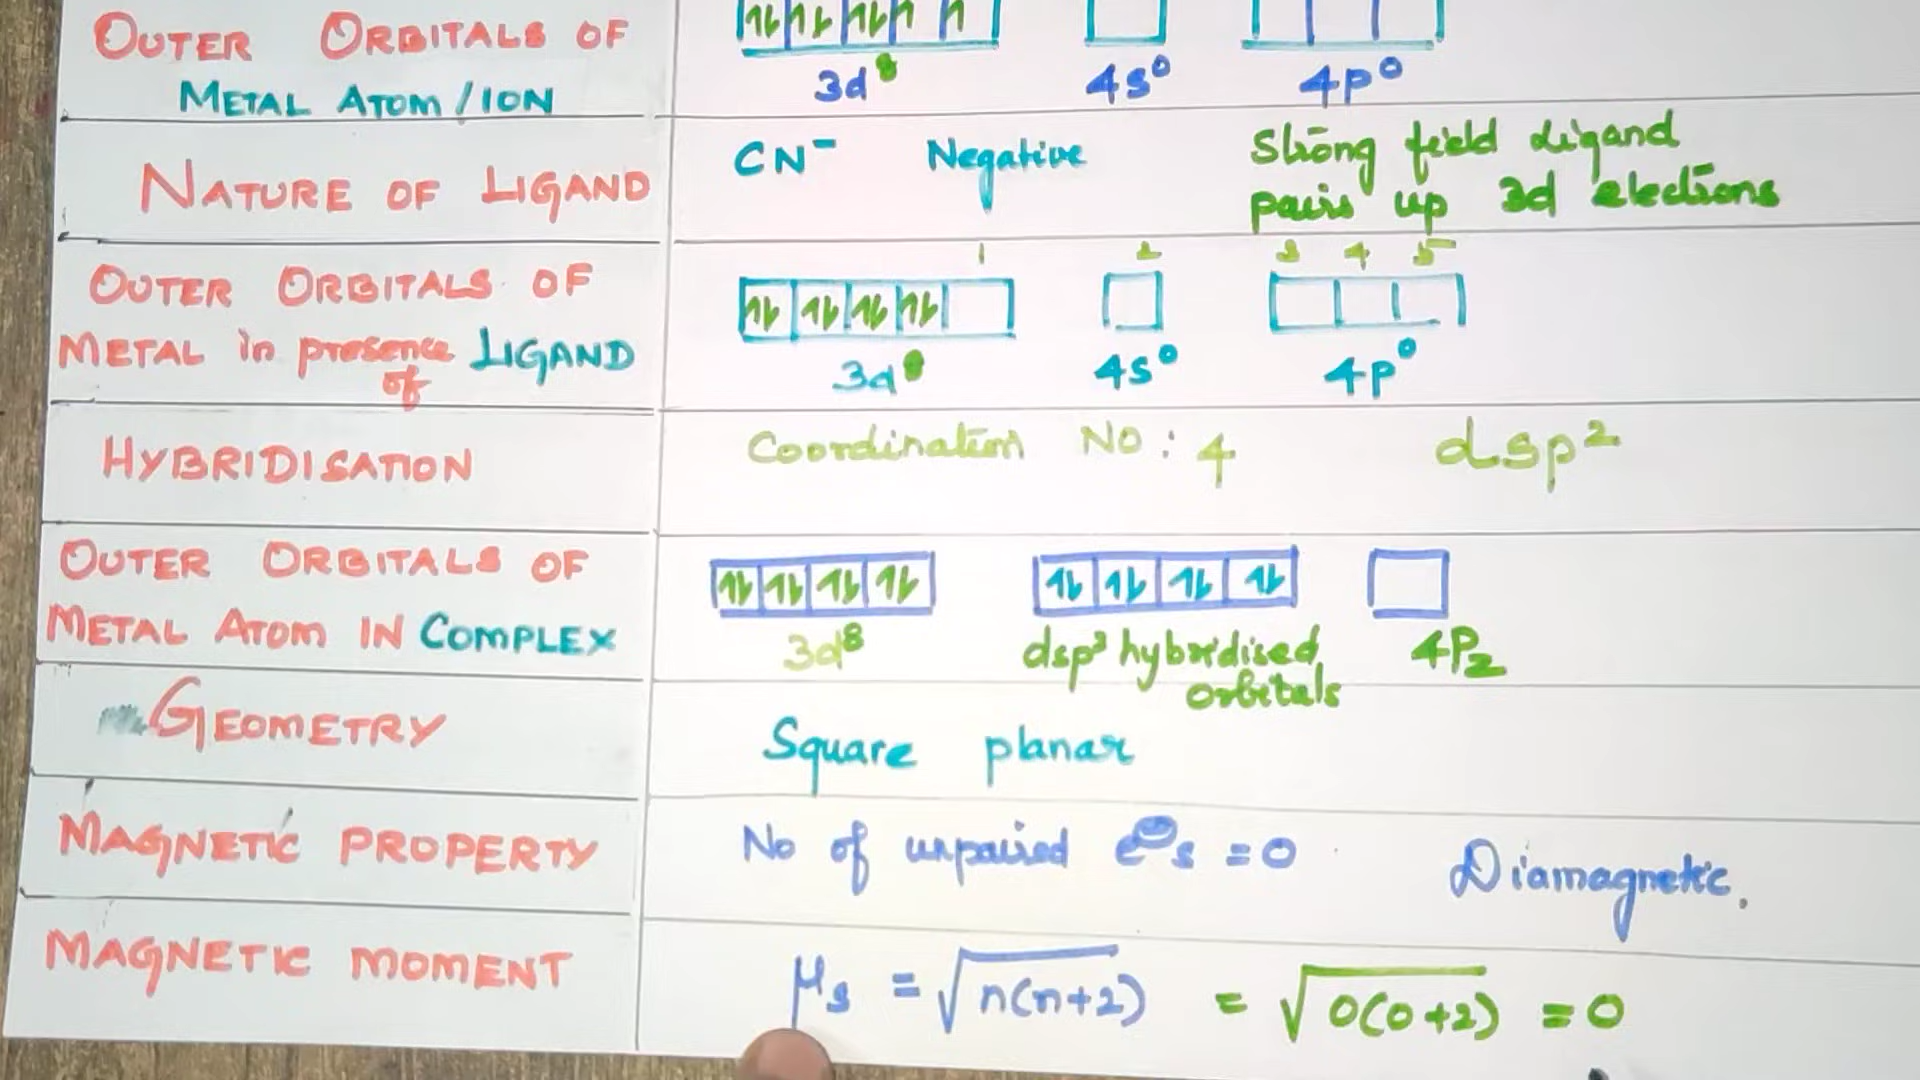 OUTER ORBITALS OF
METAL ATOM / ION
3d⁸ 4s⁰ 4p⁰
NATURE OF LIGAND
CN⁻ Negative
Strong field Ligand
pairs up 3d electrons
1 2 3 4 5
OUTER ORBITALS OF
METAL in presence of LIGAND
3d⁸ 4s⁰ 4p⁰
HYBRIDISATION
Coordination No : 4 dsp²
OUTER ORBITALS OF
METAL ATOM IN COMPLEX
3d⁸ dsp² hybridised orbitals 4Pz
GEOMETRY
Square planar
MAGNETIC PROPERTY
No of unpaired e⊖s = 0 Diamagnetic.
MAGNETIC MOMENT
μs = √n(n+2) = √0(0+2) = 0